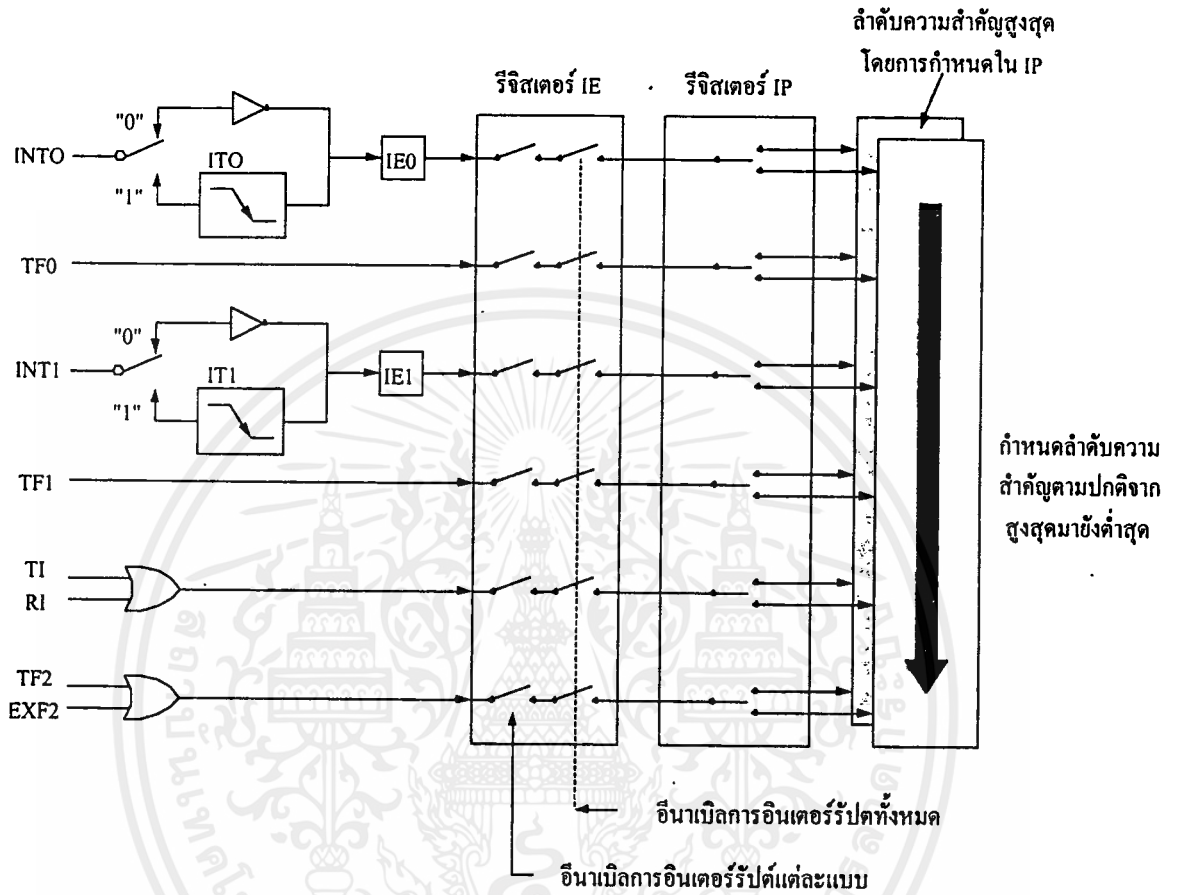 ลำดับความสำคัญสูงสุด
โดยการกำหนดใน IP
รีจิสเตอร์ IE
รีจิสเตอร์ IP
"0"
INTO
ITO
IE0
"1"
TF0
"0"
INT1
IT1
IE1
"1"
TF1
กำหนดลำดับความ
สำคัญตามปกติจาก
สูงสุดมายังต่ำสุด
TI
RI
TF2
EXF2
อีนาเบิลการอินเตอร์รัปตทั้งหมด
อีนาเบิลการอินเตอร์รัปต์แต่ละแบบ